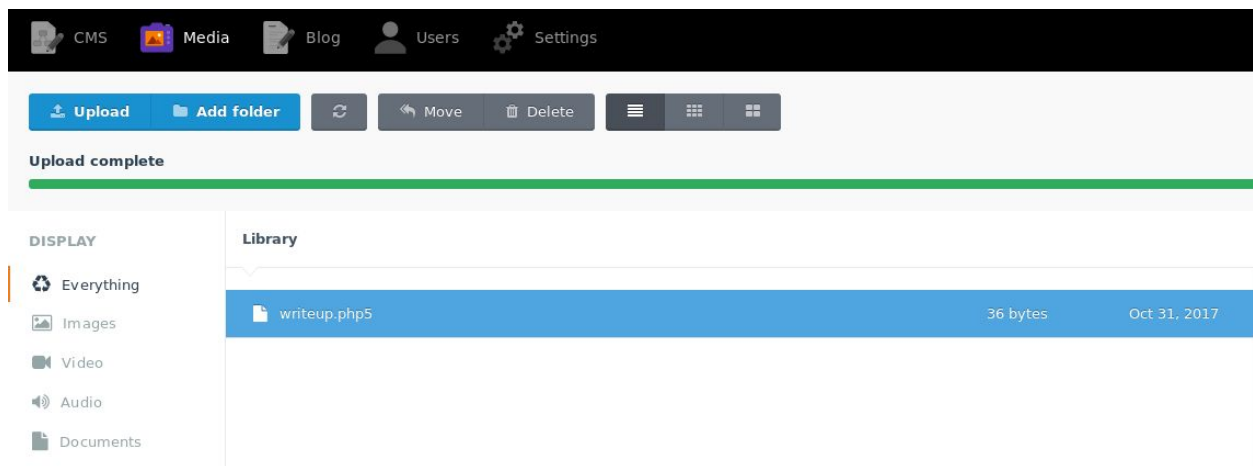 CMS Media Blog Users Settings
Upload Add folder Move Delete
Upload complete
DISPLAY
Library
Everything
writeup.php5 36 bytes Oct 31, 2017
Images
Video
Audio
Documents